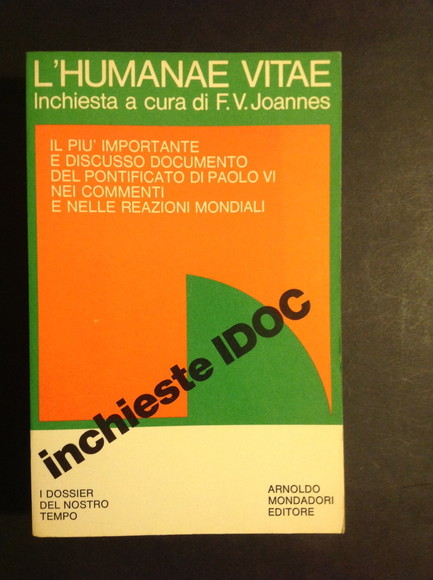 L'HUMANAE VITAE
Inchiesta a cura di F.V.Joannes
IL PIU' IMPORTANTE
E DISCUSSO DOCUMENTO
DEL PONTIFICATO DI PAOLO VI
NEI COMMENTI
E NELLE REAZIONI MONDIALI
inchieste IDOC
I DOSSIER
DEL NOSTRO
TEMPO
ARNOLDO
MONDADORI
EDITORE